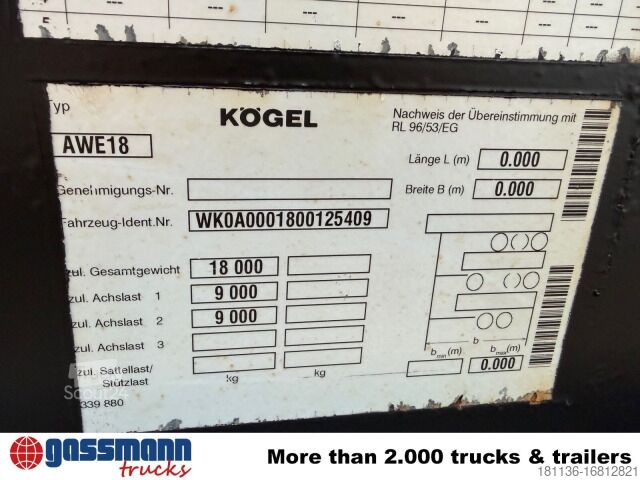 Typ
KÖGEL
Nachweis der Übereinstimmung mit
RL 96/53/EG
AWE18
Länge L (m) 0.000
Genehmigungs-Nr.
Breite B (m) 0.000
Fahrzeug-Ident.Nr. WK0A0001800125409
zul. Gesamtgewicht 18 000
zul. Achslast 1 9 000
zul. Achslast 2 9 000
zul. Achslast 3
b
bmin (m) bmax (m)
zul. Sattellast/
Stützlast
kg kg
0.000
339 880
gassmann
trucks
More than 2.000 trucks & trailers
181136-16812821